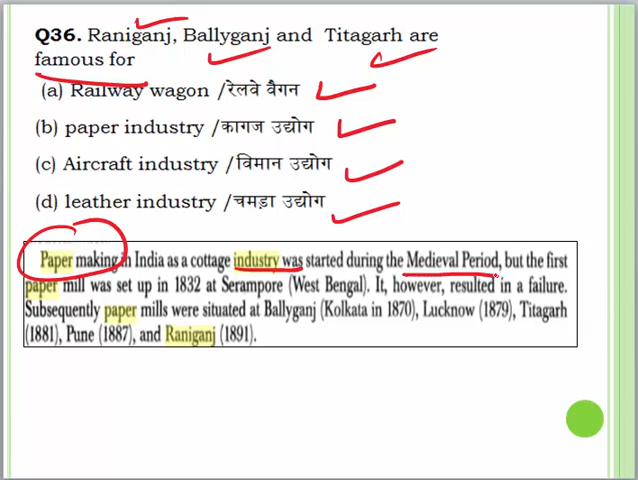 Q36. Raniganj, Ballyganj and Titagarh are
famous for
(a) Railway wagon /रेलवे वैगन
(b) paper industry /कागज उद्योग
(c) Aircraft industry /विमान उद्योग
(d) leather industry /चमड़ा उद्योग
Paper making in India as a cottage industry was started during the Medieval Period, but the first
paper mill was set up in 1832 at Serampore (West Bengal). It, however, resulted in a failure.
Subsequently paper mills were situated at Ballyganj (Kolkata in 1870), Lucknow (1879), Titagarh
(1881), Pune (1887), and Raniganj (1891).